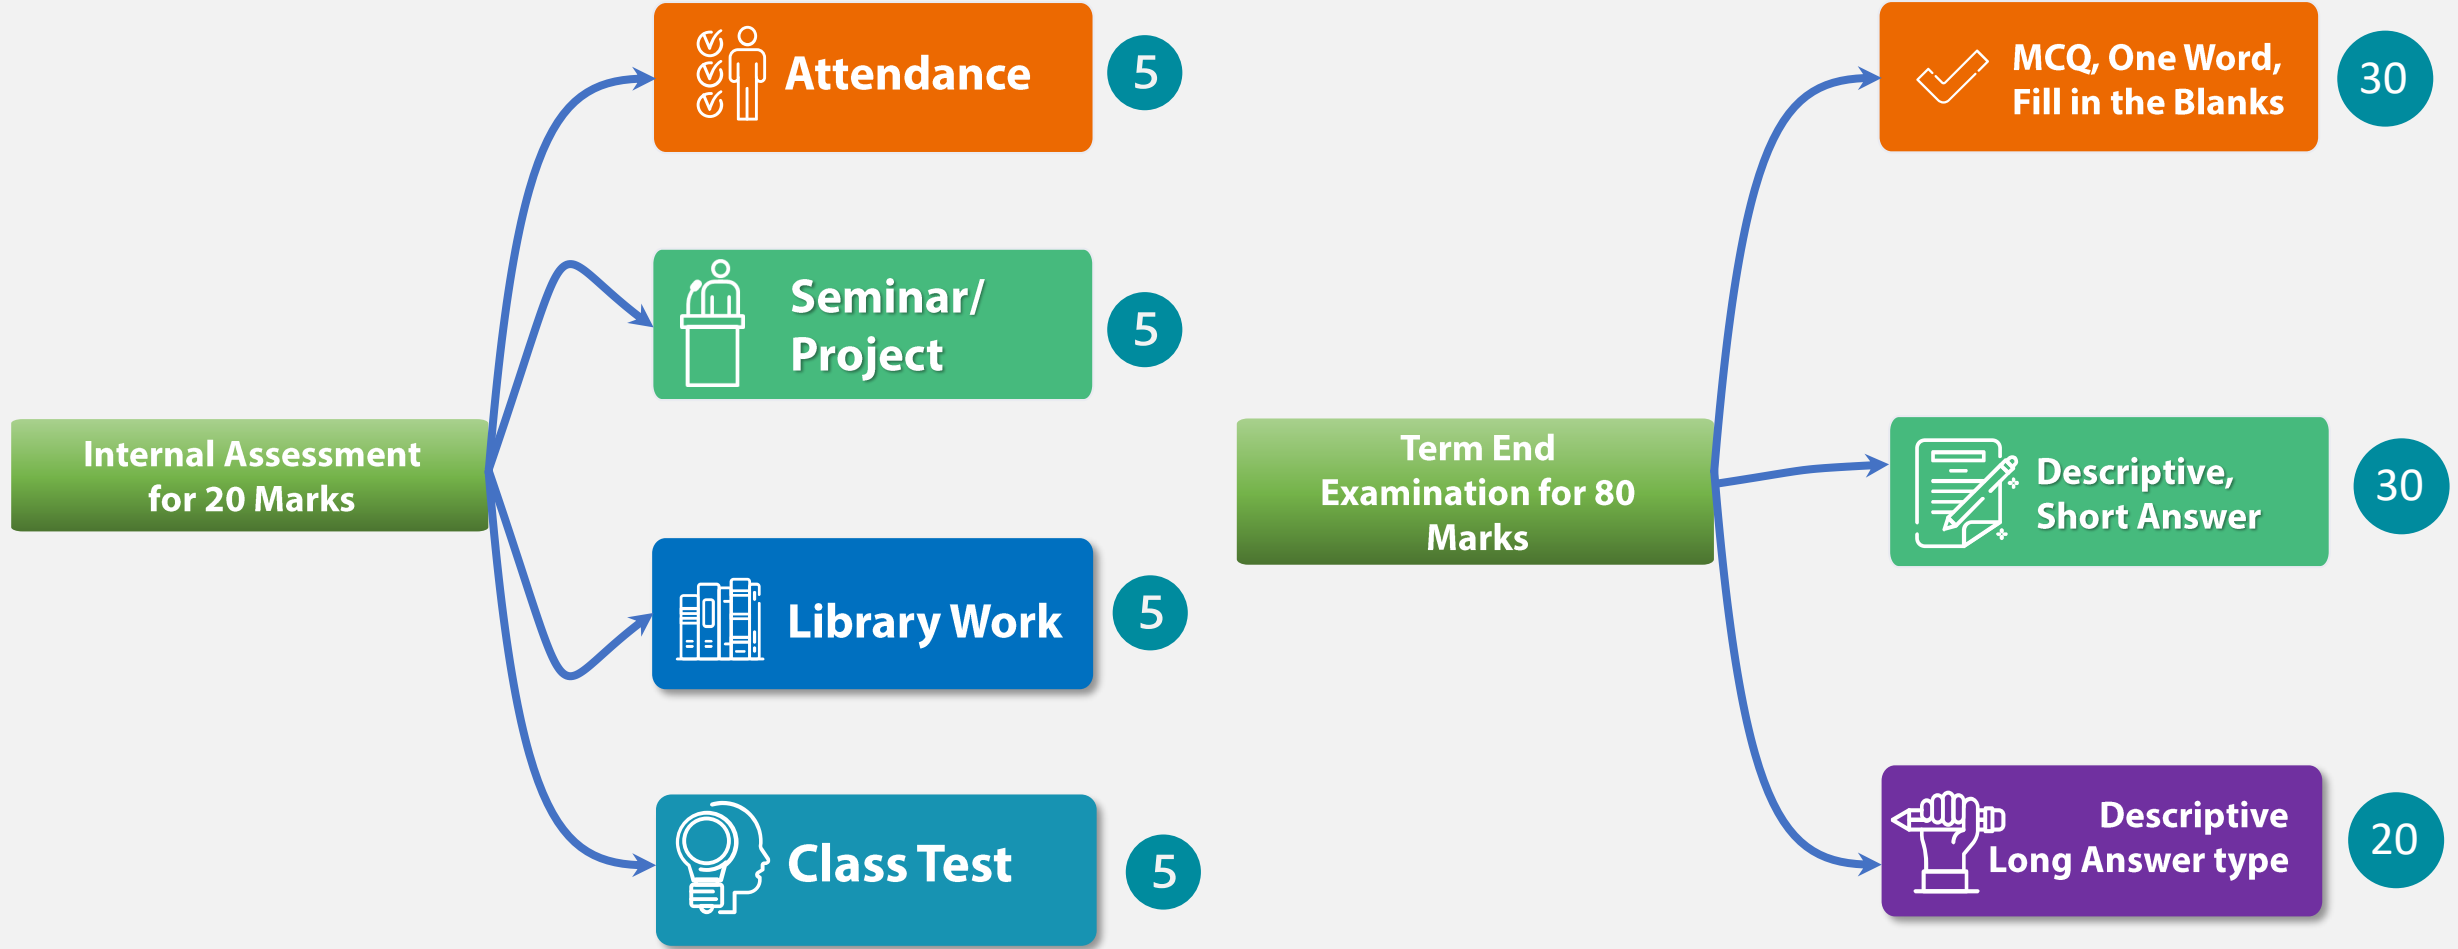 Internal Assessment
for 20 Marks
Attendance
5
Seminar/
Project
5
Library Work
5
Class Test
5
Term End
Examination for 80
Marks
MCQ, One Word,
Fill in the Blanks
30
Descriptive,
Short Answer
30
Descriptive
Long Answer type
20